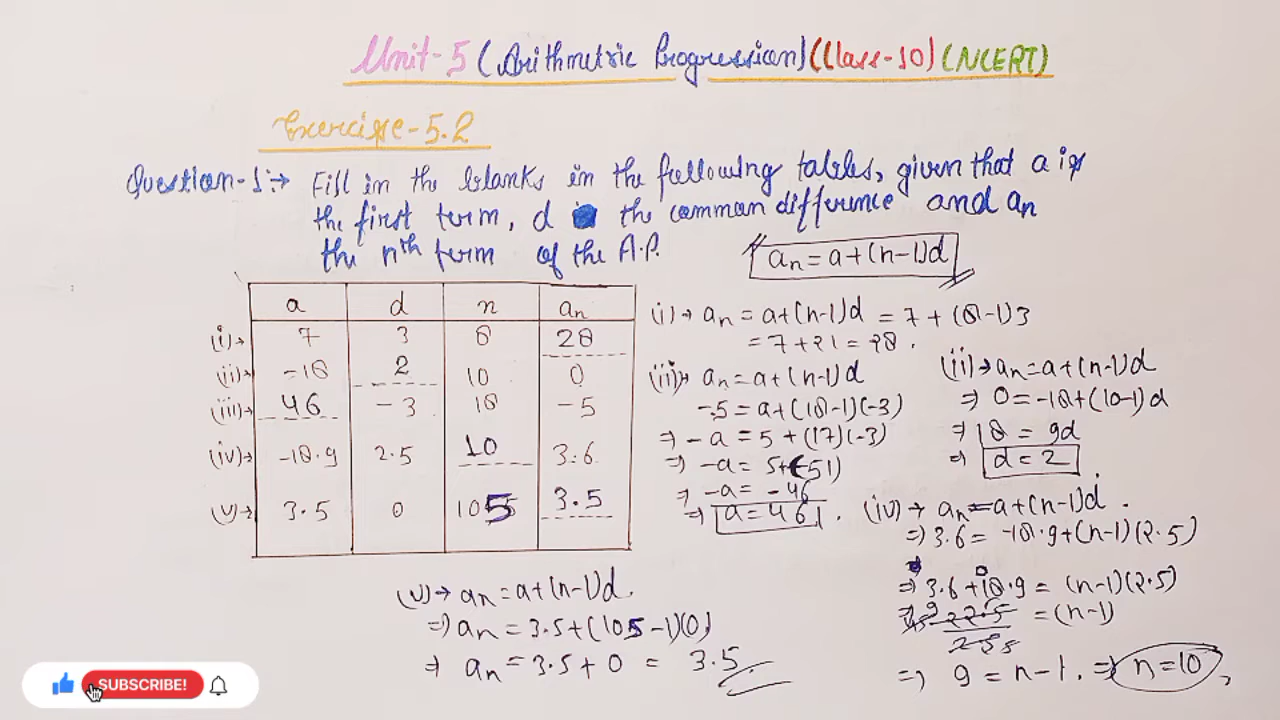 Unit-5 (Arithmetric Progression) (Class-10) (NCERT)
Exercise-5.2
Question-1:→ Fill in the blanks in the following tables, given that a is
the first term, d the common difference and an
the nth term of the A.P.
an = a+(n-1)d
a d n an
(i)→ 7 3 8 28
(ii)→ -18 2 10 0
(iii)→ 46 -3 18 -5
(iv)→ -18.9 2.5 10 3.6
(v)→ 3.5 0 105 3.5
(i)→ an = a+(n-1)d = 7+(8-1)3
= 7+21 = 28.
(iii)→ an = a+(n-1)d
-5 = a+(18-1)(-3)
⇒ -a = 5+(17)(-3)
⇒ -a = 5+(-51)
⇒ -a = -46
⇒ a = 46.
(ii)→ an = a+(n-1)d
⇒ 0 = -18+(10-1)d
⇒ 18 = 9d
⇒ d = 2.
(iv)→ an = a+(n-1)d.
⇒ 3.6 = -18.9+(n-1)(2.5)
⇒ 3.6+18.9 = (n-1)(2.5)
= (n-1)
⇒ 9 = n-1. ⇒ n = 10,
(v)→ an = a+(n-1)d.
⇒ an = 3.5+(105-1)(0)
⇒ an = 3.5+0 = 3.5
SUBSCRIBE!